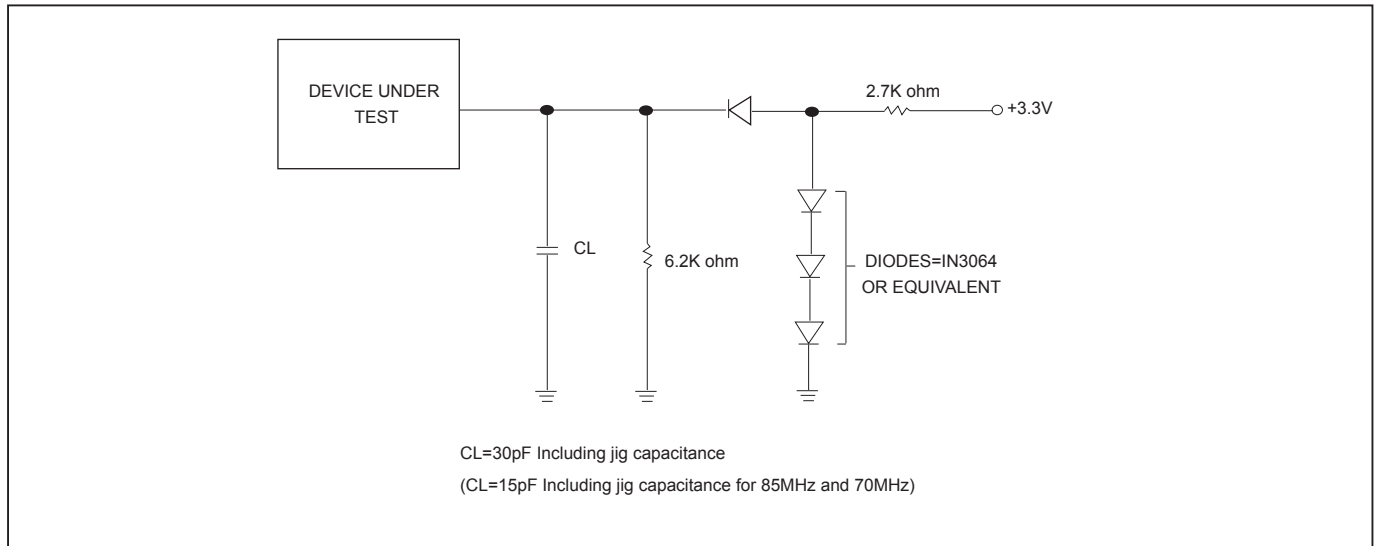 DEVICE UNDER
TEST
2.7K ohm
+3.3V
CL
6.2K ohm
DIODES=IN3064
OR EQUIVALENT
CL=30pF Including jig capacitance
(CL=15pF Including jig capacitance for 85MHz and 70MHz)